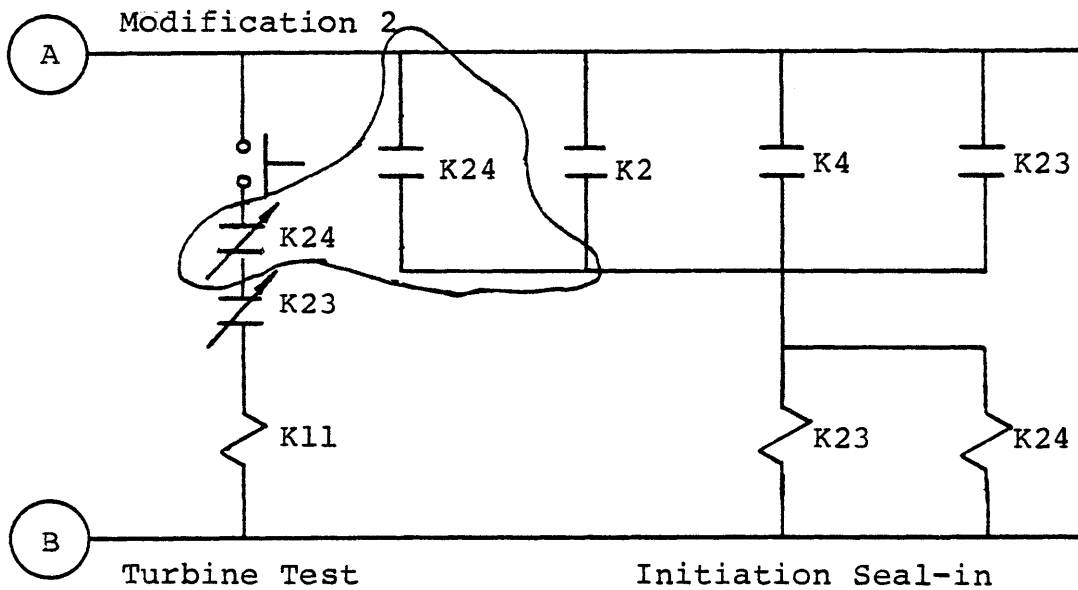 Modification 2
A
K24
K2
K4
K23
K24
K23
K11
K23
K24
B
Turbine Test
Initiation Seal-in